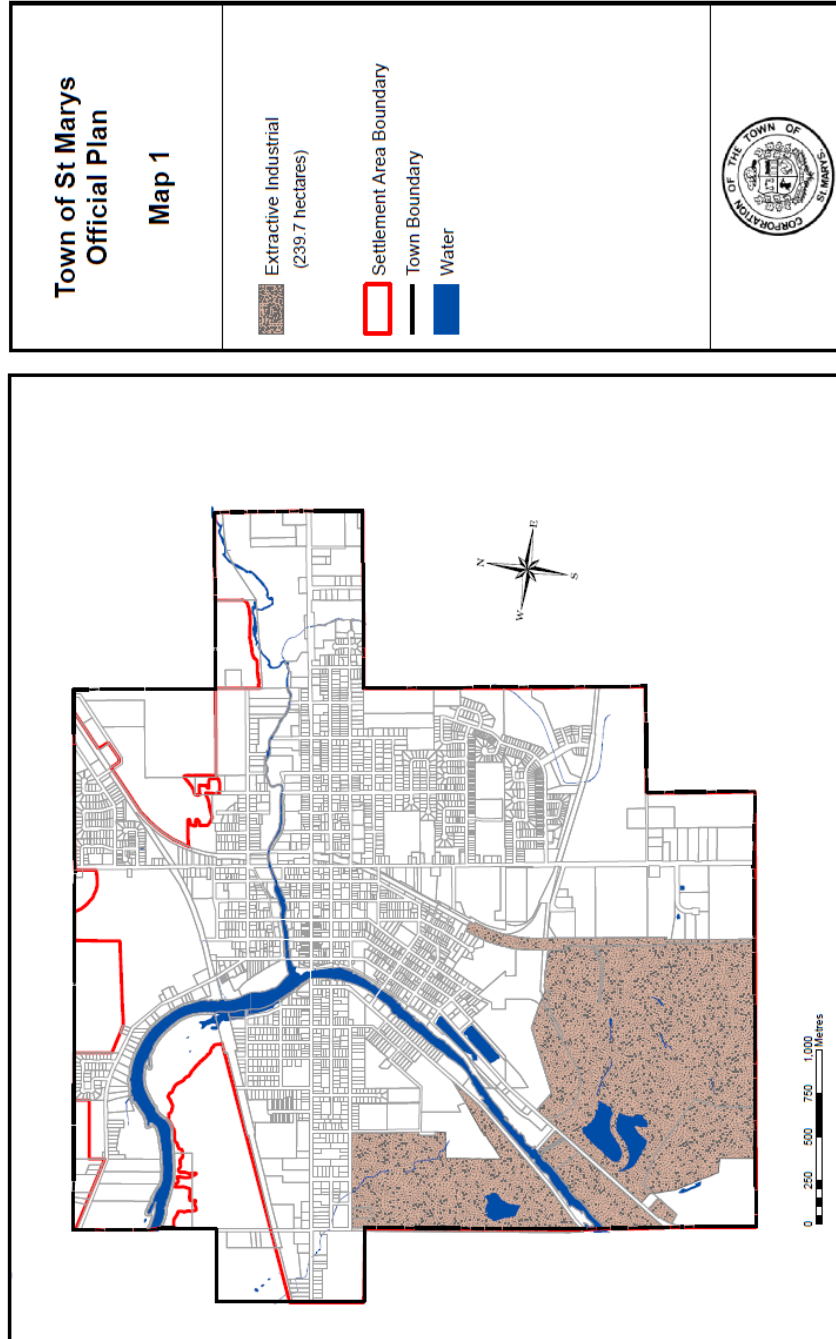 Town of St Marys
Official Plan
Map 1
Extractive Industrial
(239.7 hectares)
Settlement Area Boundary
Town Boundary
Water
CORPORATION OF THE TOWN OF
ST. MARYS
N
E
S
W
0 250 500 750 1,000
Metres